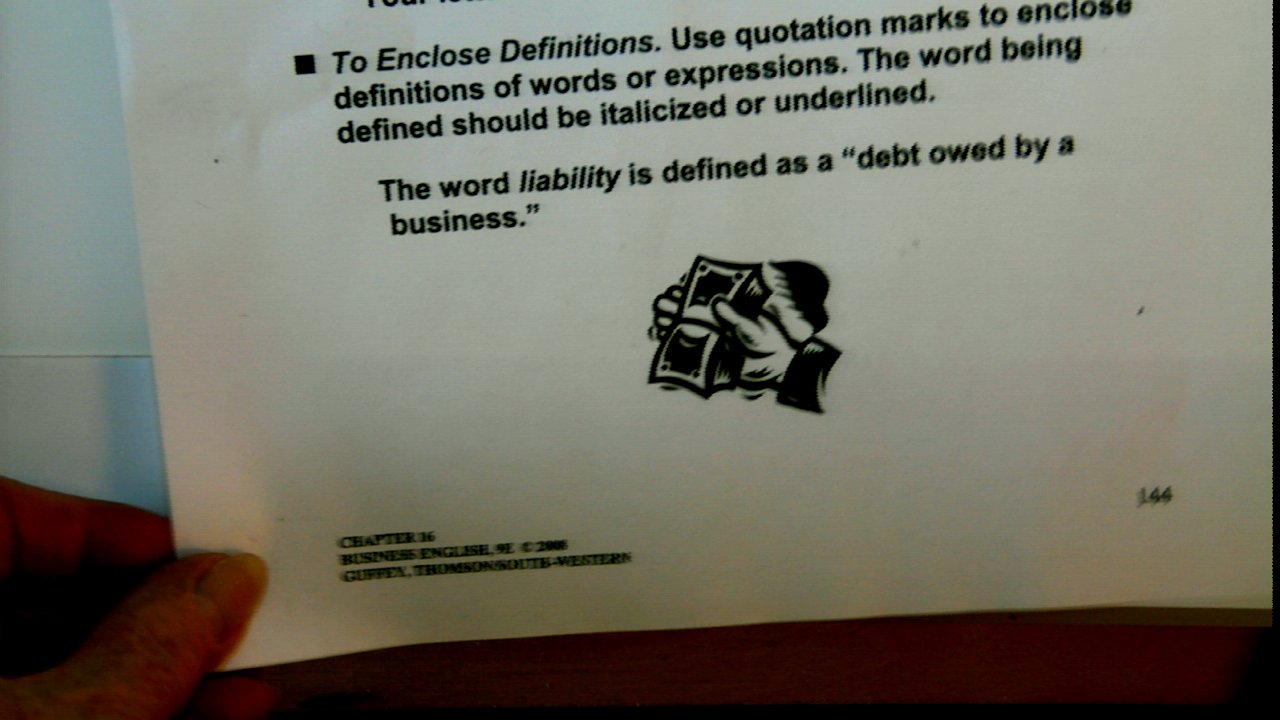 Your
■ To Enclose Definitions. Use quotation marks to enclose
definitions of words or expressions. The word being
defined should be italicized or underlined.
The word liability is defined as a “debt owed by a
business.”
144
CHAPTER 16
BUSINESS ENGLISH, 9E © 2008
GUFFEY, THOMSON/SOUTH-WESTERN